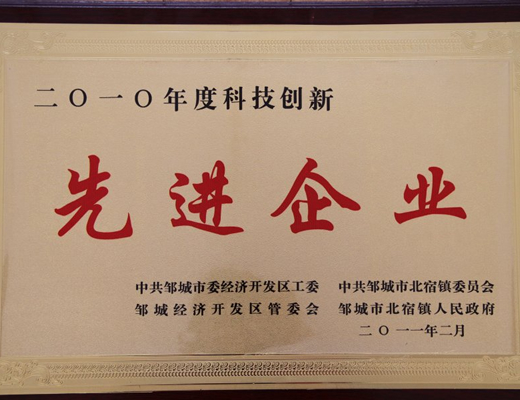 二〇一〇年度科技创新
先进企业
中共邹城市委经济开发区工委 中共邹城市北宿镇委员会
邹城经济开发区管委会 邹城市北宿镇人民政府
二〇一一年二月